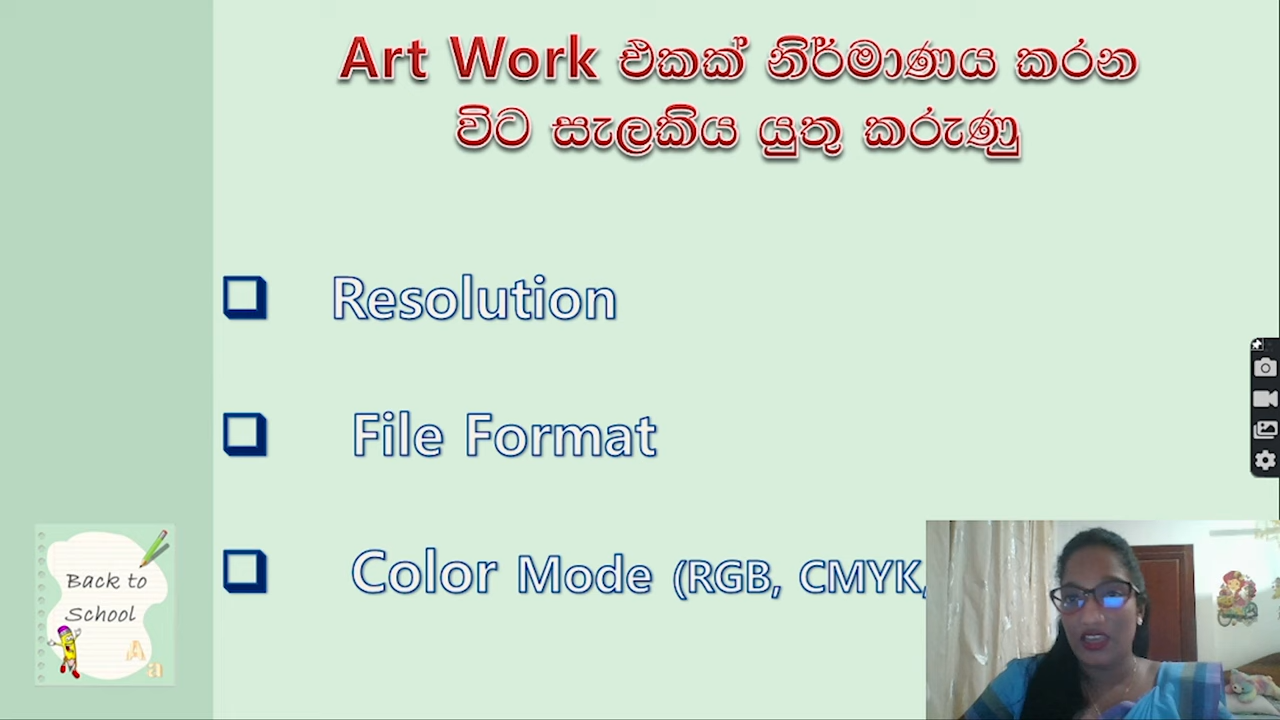 Art Work එකක් නිර්මාණය කරන
විට සැලකිය යුතු කරුණු
Resolution
File Format
Color Mode (RGB, CMYK,
Back to
School
A
a